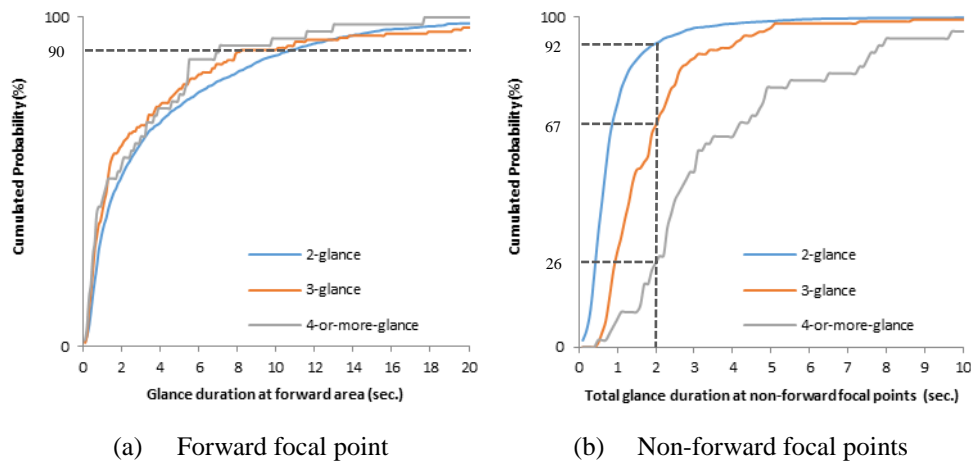 100
90
0
Cumulated Probability (%)
2-glance
3-glance
4-or-more-glance
0 2 4 6 8 10 12 14 16 18 20
Glance duration at forward area (sec.)
(a) Forward focal point
100
92
67
26
0
Cumulated Probability (%)
2-glance
3-glance
4-or-more-glance
0 1 2 3 4 5 6 7 8 9 10
Total glance duration at non-forward focal points (sec.)
(b) Non-forward focal points